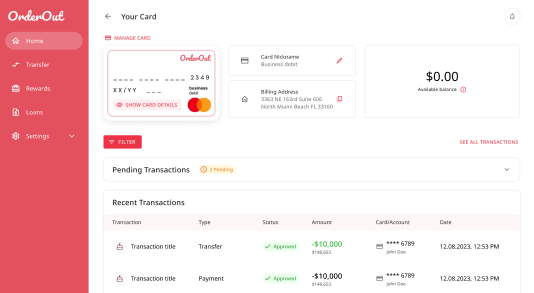 OrderOut
Home
Transfer
Rewards
Loans
Settings
Your Card
MANAGE CARD
OrderOut
____ ____ ____ 2349
XX/YY ___
business
debit
SHOW CARD DETAILS
Card Nickname
Business debit
Billing Address
3363 NE 163rd Suite 606
North Miami Beach FL 33160
$0.00
Available balance
FILTER
SEE ALL TRANSACTIONS
Pending Transactions
2 Pending
Recent Transactions
Transaction Type Status Amount Card/Account Date
Transaction title Transfer Approved -$10,000 **** 6789 12.08.2023, 12:53 PM
$140,653 John Doe
Transaction title Payment Approved -$10,000 **** 6789 12.08.2023, 12:53 PM
$140,653 John Doe